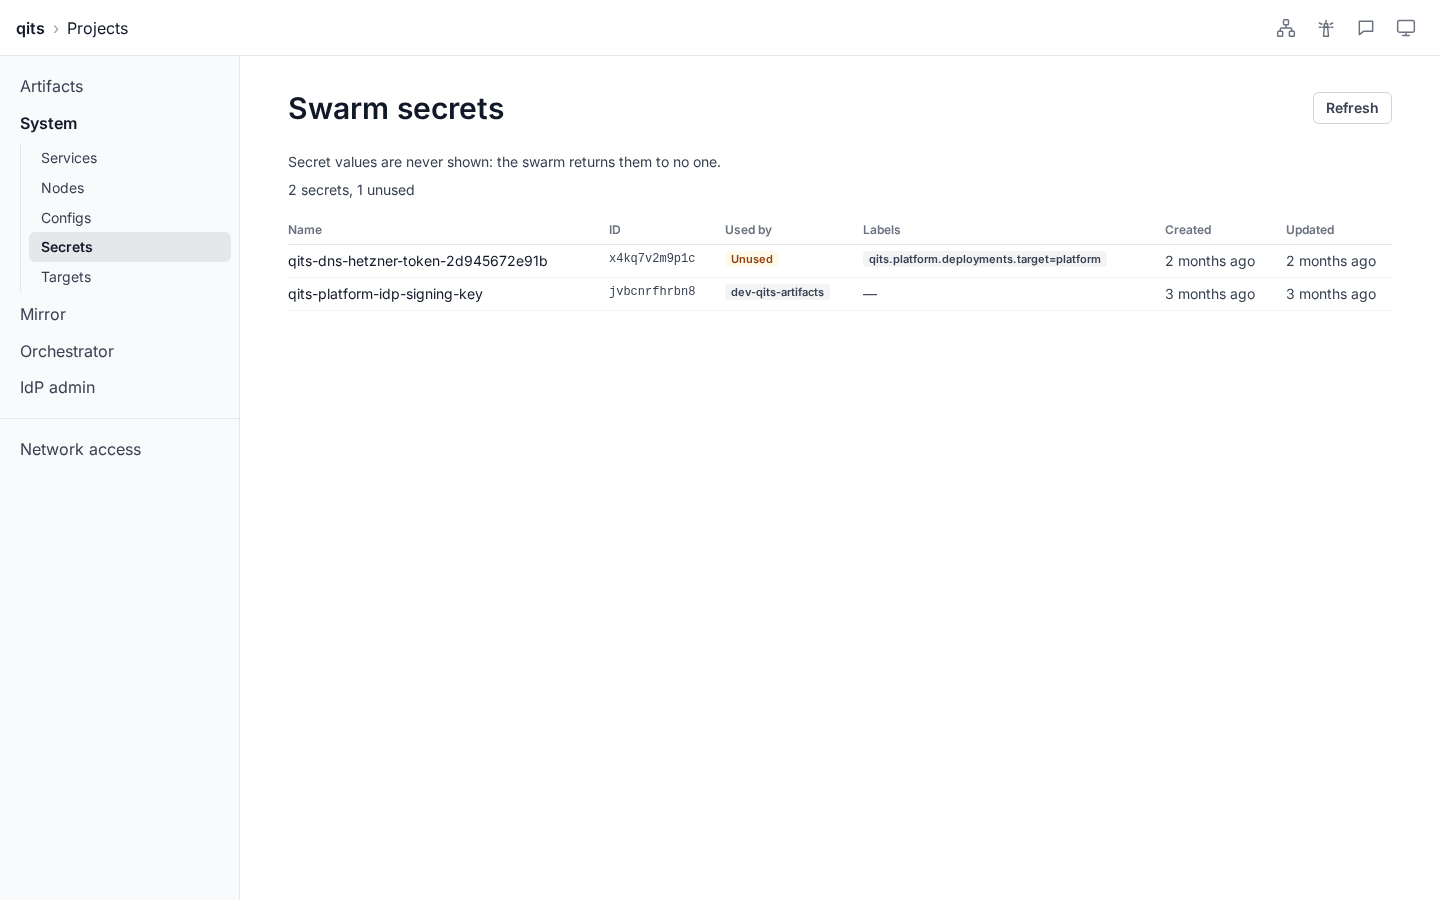 qits › Projects
Artifacts
System
Services
Nodes
Configs
Secrets
Targets
Mirror
Orchestrator
IdP admin
Network access
Swarm secrets
Refresh
Secret values are never shown: the swarm returns them to no one.
2 secrets, 1 unused
Name ID Used by Labels Created Updated
qits-dns-hetzner-token-2d945672e91b x4kq7v2m9p1c Unused qits.platform.deployments.target=platform 2 months ago 2 months ago
qits-platform-idp-signing-key jvbcnrfhrbn8 dev-qits-artifacts — 3 months ago 3 months ago